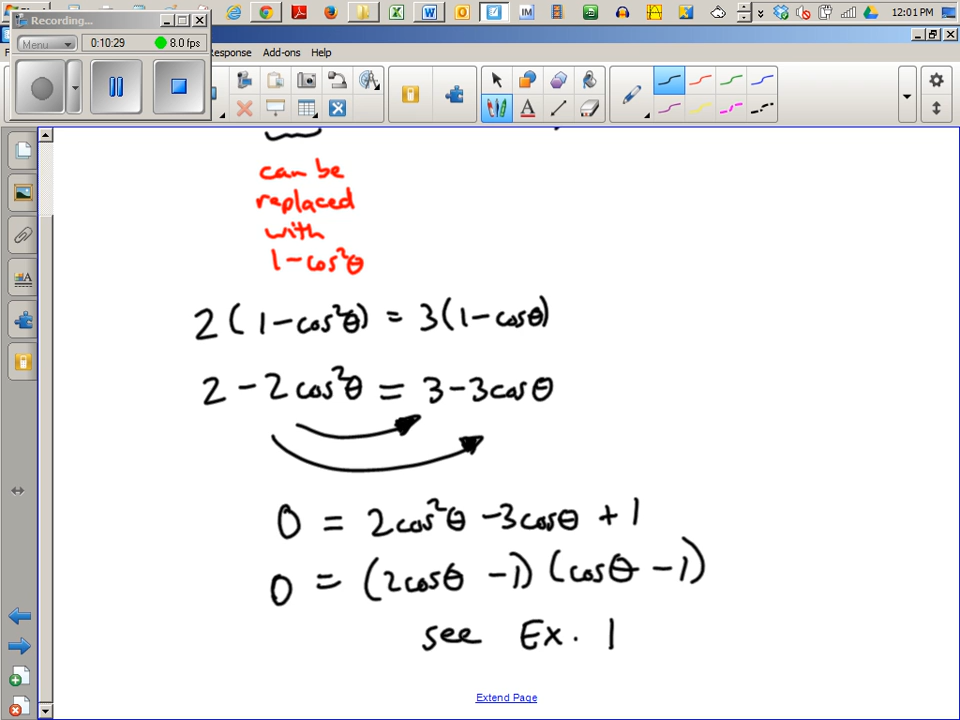 Recording...
12:01 PM
Menu
0:10:29
8.0 fps
Response Add-ons Help
can be
replaced
with
1-cos²θ
2(1-cos²θ) = 3(1-cosθ)
2 - 2cos²θ = 3-3cosθ
0 = 2cos²θ -3cosθ + 1
0 = (2cosθ -1)(cosθ -1)
see Ex. 1
Extend Page